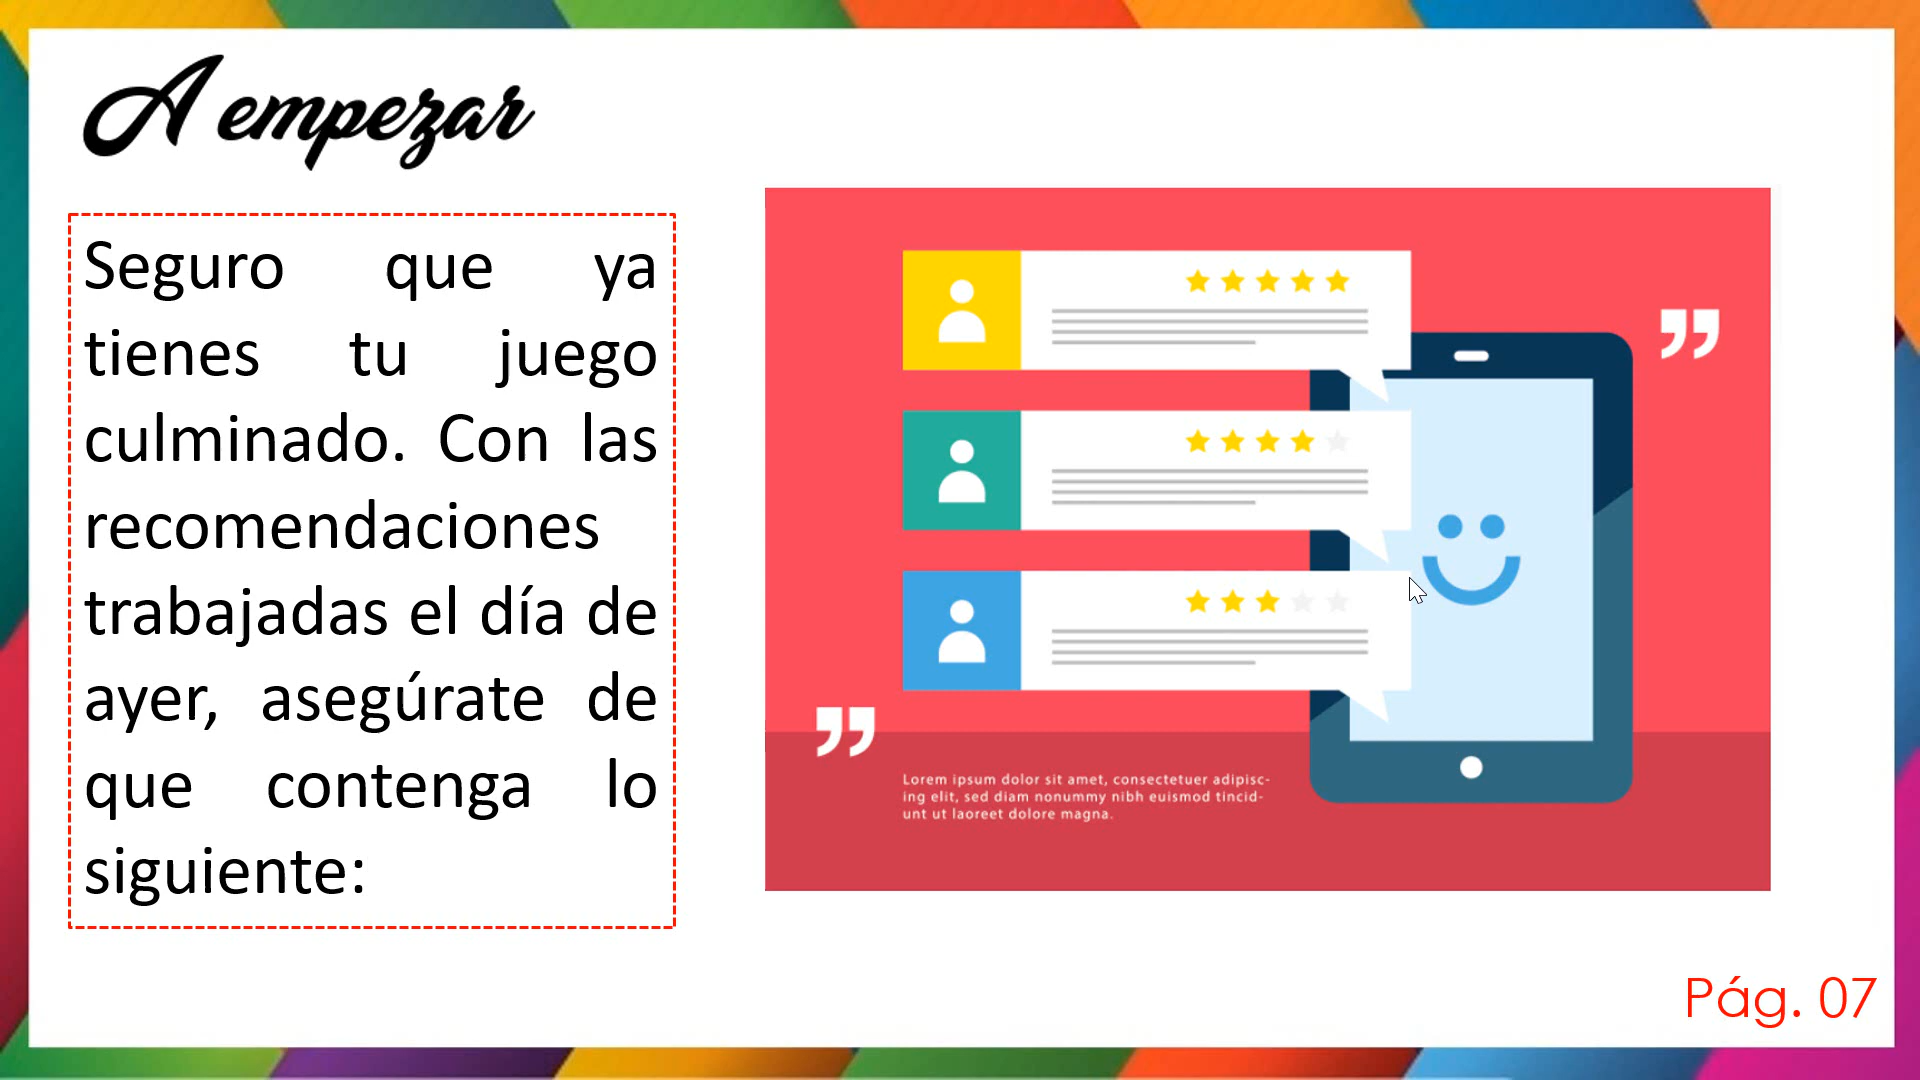 A empezar
Seguro que ya
tienes tu juego
culminado. Con las
recomendaciones
trabajadas el día de
ayer, asegúrate de
que contenga lo
siguiente:
”
”
Lorem ipsum dolor sit amet, consectetuer adipisc-
ing elit, sed diam nonummy nibh euismod tincid-
unt ut laoreet dolore magna.
Pág. 07